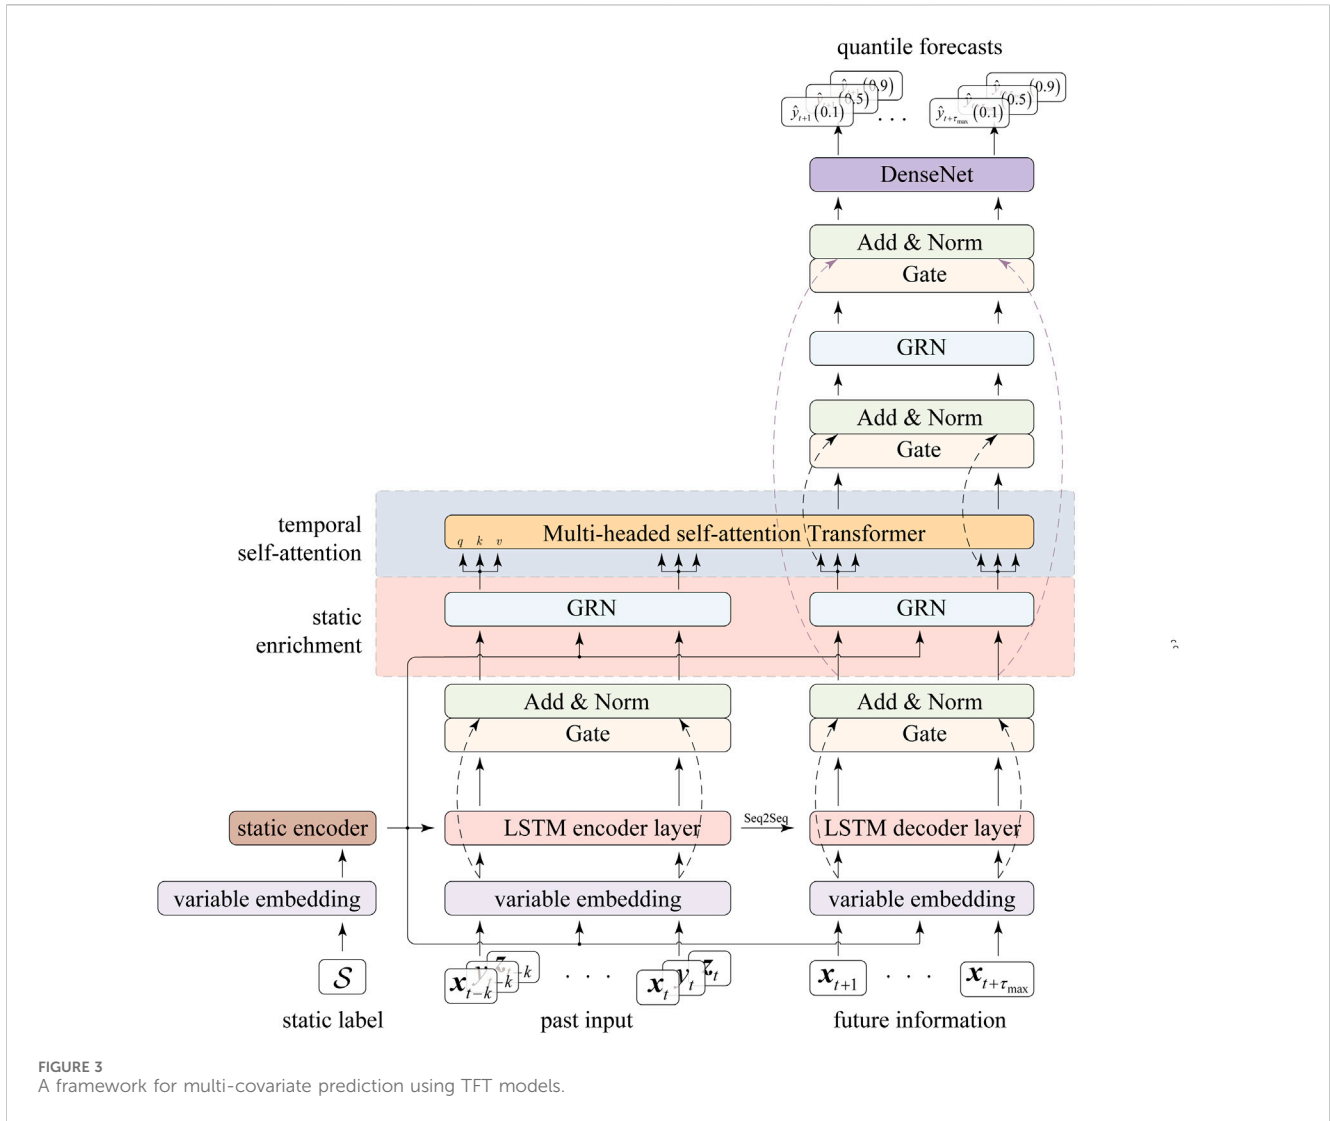 quantile forecasts
ŷt+1(0.1) (0.5) (0.9) . . . ŷt+τmax(0.1) (0.5) (0.9)
DenseNet
Add & Norm
Gate
GRN
Add & Norm
Gate
temporal
self-attention
Multi-headed self-attention Transformer
q k v
static
enrichment
GRN GRN
Add & Norm Add & Norm
Gate Gate
static encoder LSTM encoder layer Seq2Seq LSTM decoder layer
variable embedding variable embedding variable embedding
S xt−k yt−k zt−k . . . xt yt zt xt+1 . . . xt+τmax
static label past input future information
FIGURE 3
A framework for multi-covariate prediction using TFT models.